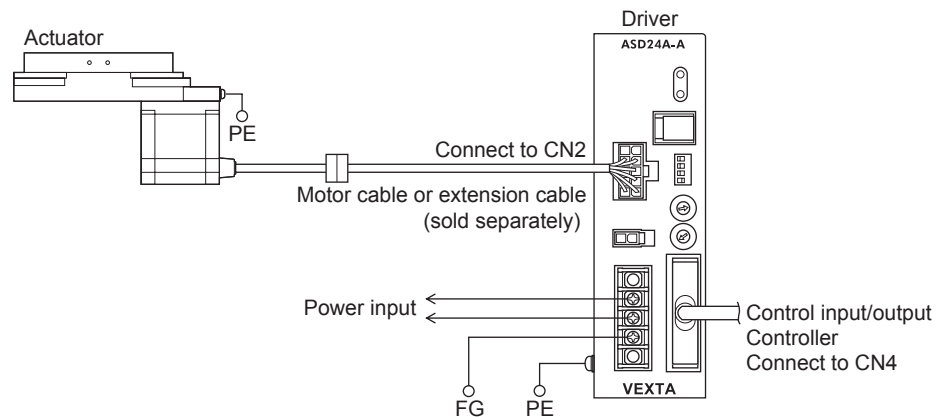 Driver
ASD24A-A
Actuator
PE
Connect to CN2
Motor cable or extension cable
(sold separately)
Power input
Control input/output
Controller
Connect to CN4
FG
PE
VEXTA